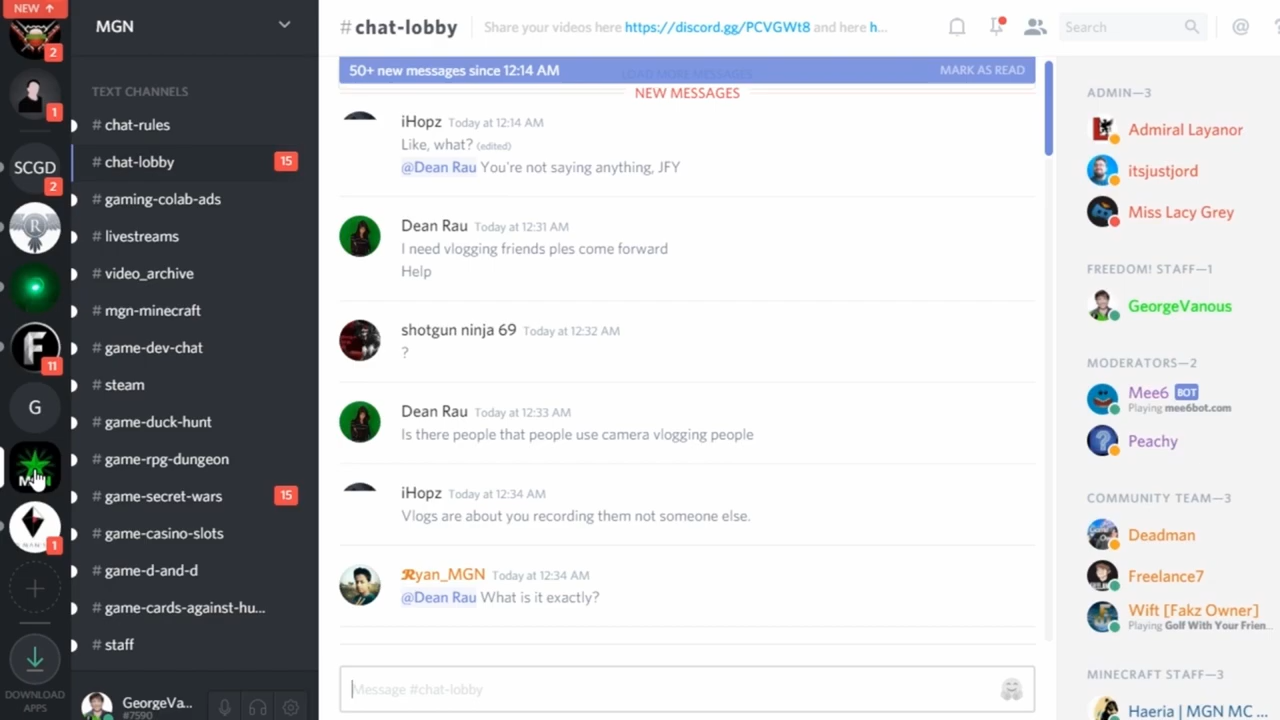 NEW ↑
2
1
SCGD
2
R
F
11
G
1
DOWNLOAD
APPS
MGN
TEXT CHANNELS
# chat-rules
# chat-lobby 15
# gaming-colab-ads
# livestreams
# video_archive
# mgn-minecraft
# game-dev-chat
# steam
# game-duck-hunt
# game-rpg-dungeon
# game-secret-wars 15
# game-casino-slots
# game-d-and-d
# game-cards-against-hu...
# staff
GeorgeVa...
#7590
# chat-lobby
Share your videos here https://discord.gg/PCVGWt8 and here h...
Search
@
?
50+ new messages since 12:14 AM
LOAD MORE MESSAGES
MARK AS READ
NEW MESSAGES
iHopz Today at 12:14 AM
Like, what? (edited)
@Dean Rau You're not saying anything, JFY
Dean Rau Today at 12:31 AM
I need vlogging friends ples come forward
Help
shotgun ninja 69 Today at 12:32 AM
?
Dean Rau Today at 12:33 AM
Is there people that people use camera vlogging people
iHopz Today at 12:34 AM
Vlogs are about you recording them not someone else.
𝓡yan_MGN Today at 12:34 AM
@Dean Rau What is it exactly?
Message #chat-lobby
ADMIN—3
Admiral Layanor
itsjustjord
Miss Lacy Grey
FREEDOM! STAFF—1
GeorgeVanous
MODERATORS—2
Mee6 BOT
Playing mee6bot.com
Peachy
COMMUNITY TEAM—3
Deadman
Freelance7
Wift [Fakz Owner]
Playing Golf With Your Frien...
MINECRAFT STAFF—3
Haeria | MGN MC ...